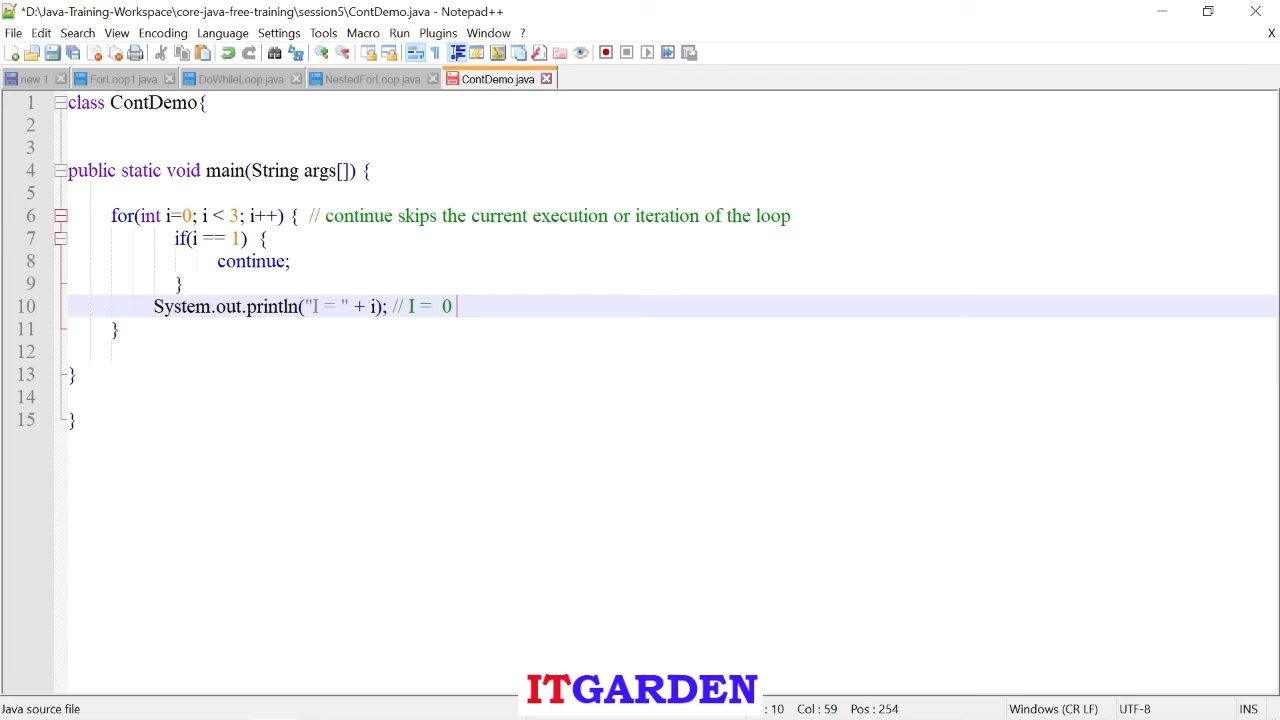 *D:\Java-Training-Workspace\core-java-free-training\session5\ContDemo.java - Notepad++
File Edit Search View Encoding Language Settings Tools Macro Run Plugins Window ? X
new 1 ForLoop1.java DoWhileLoop.java NestedForLoop.java ContDemo.java
1 class ContDemo{
2
3
4 public static void main(String args[]) {
5
6 for(int i=0; i < 3; i++) { // continue skips the current execution or iteration of the loop
7 if(i == 1) {
8 continue;
9 }
10 System.out.println("I = " + i); // I = 0
11 }
12
13 }
14
15 }
ITGARDEN
Java source file : 10 Col : 59 Pos : 254 Windows (CR LF) UTF-8 INS